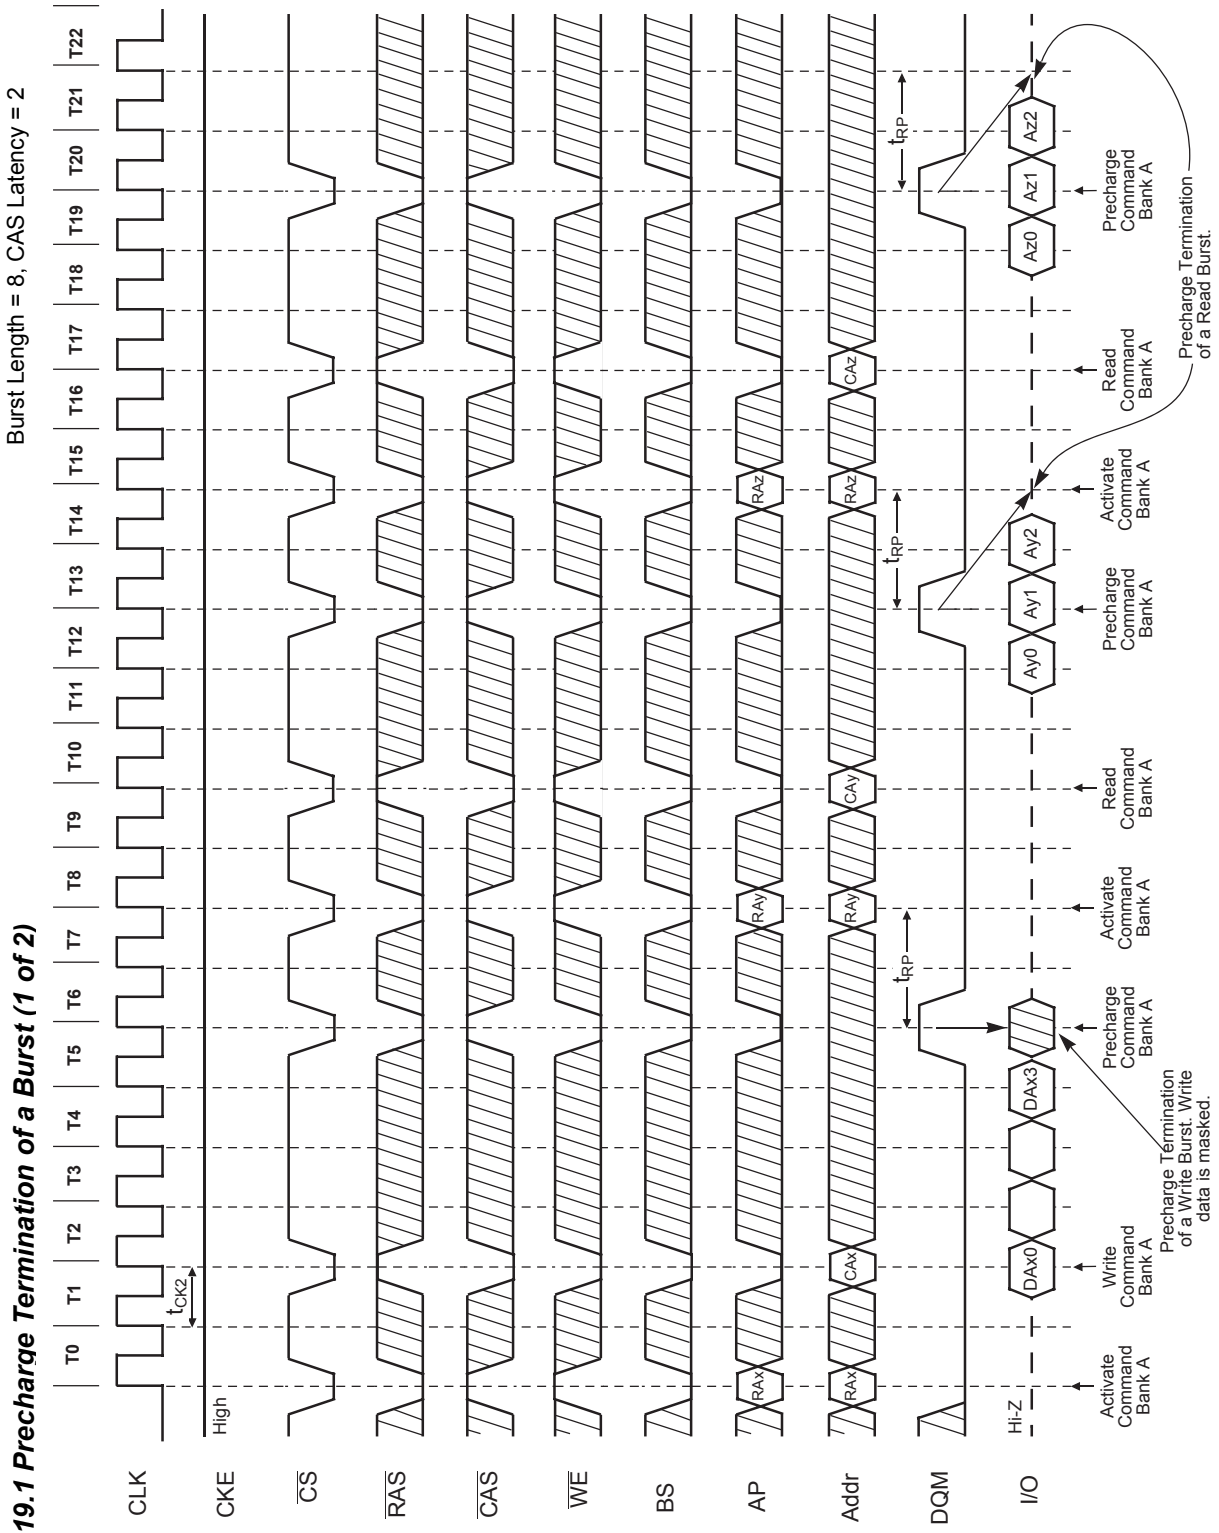 19.1 Precharge Termination of a Burst (1 of 2)
Burst Length = 8, CAS Latency = 2
T0 T1 T2 T3 T4 T5 T6 T7 T8 T9 T10 T11 T12 T13 T14 T15 T16 T17 T18 T19 T20 T21 T22
CLK
tCK2
CKE
High
CS
RAS
CAS
WE
BS
AP
RAx RAy RAz
Addr
RAx CAx RAy CAy RAz CAz
tRP tRP tRP
DQM
I/O
Hi-Z
DAx0 DAx3 Ay0 Ay1 Ay2 Az0 Az1 Az2
Activate
Command
Bank A
Write
Command
Bank A
Precharge
Command
Bank A
Activate
Command
Bank A
Read
Command
Bank A
Precharge
Command
Bank A
Activate
Command
Bank A
Read
Command
Bank A
Precharge
Command
Bank A
Precharge Termination
of a Write Burst. Write
data is masked.
Precharge Termination
of a Read Burst.